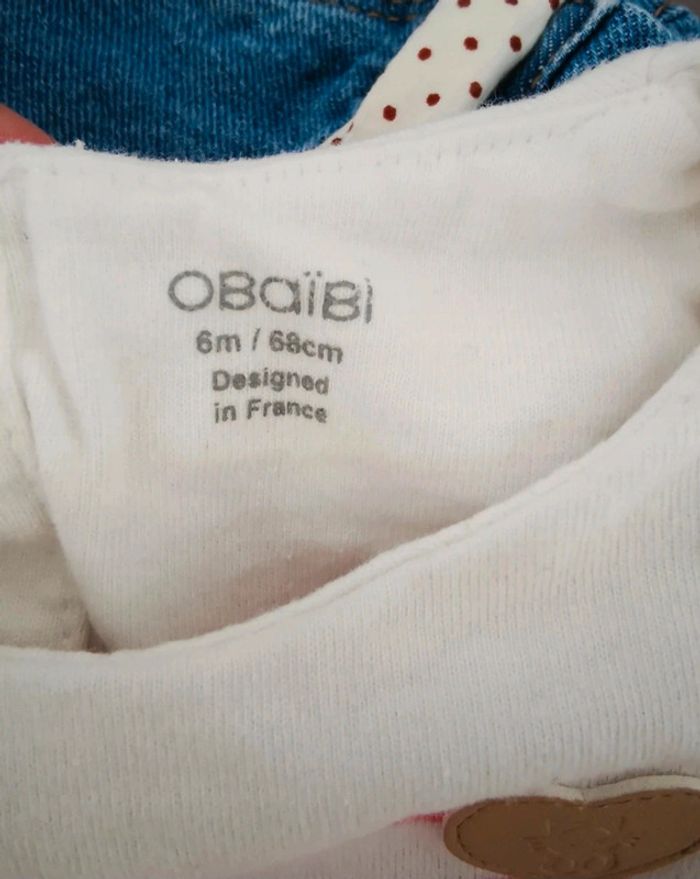 OBaïBi
6m / 68cm
Designed
in France